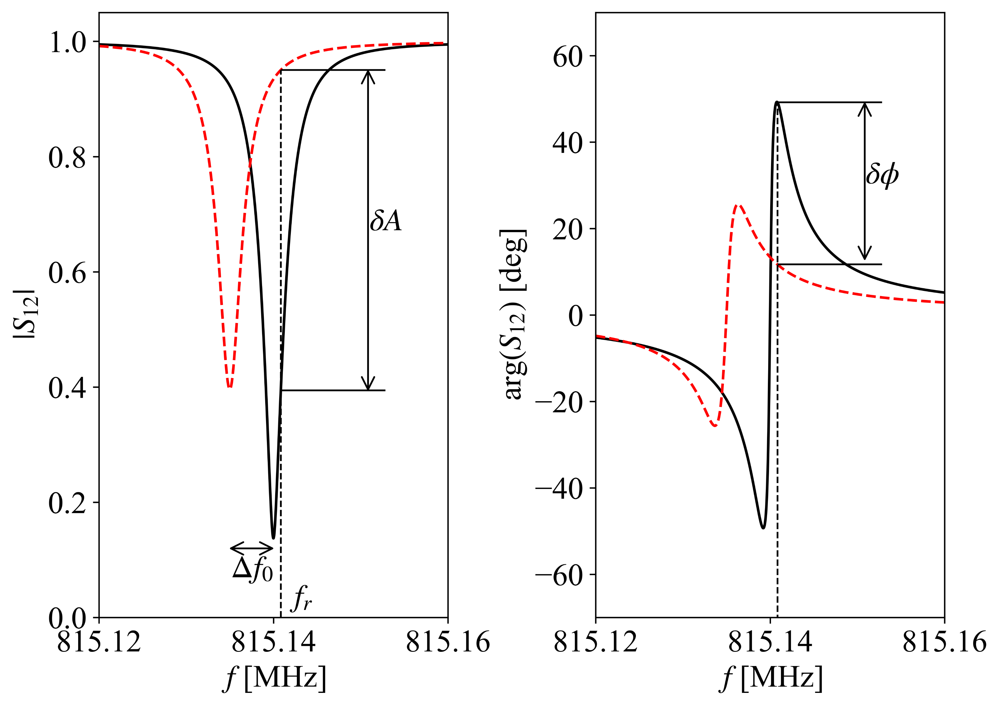 1.0
0.8
0.6
0.4
0.2
0.0
|S₁₂|
δA
Δf₀
fᵣ
815.12
815.14
815.16
f [MHz]
60
40
20
0
−20
−40
−60
arg(S₁₂) [deg]
δϕ
815.12
815.14
815.16
f [MHz]